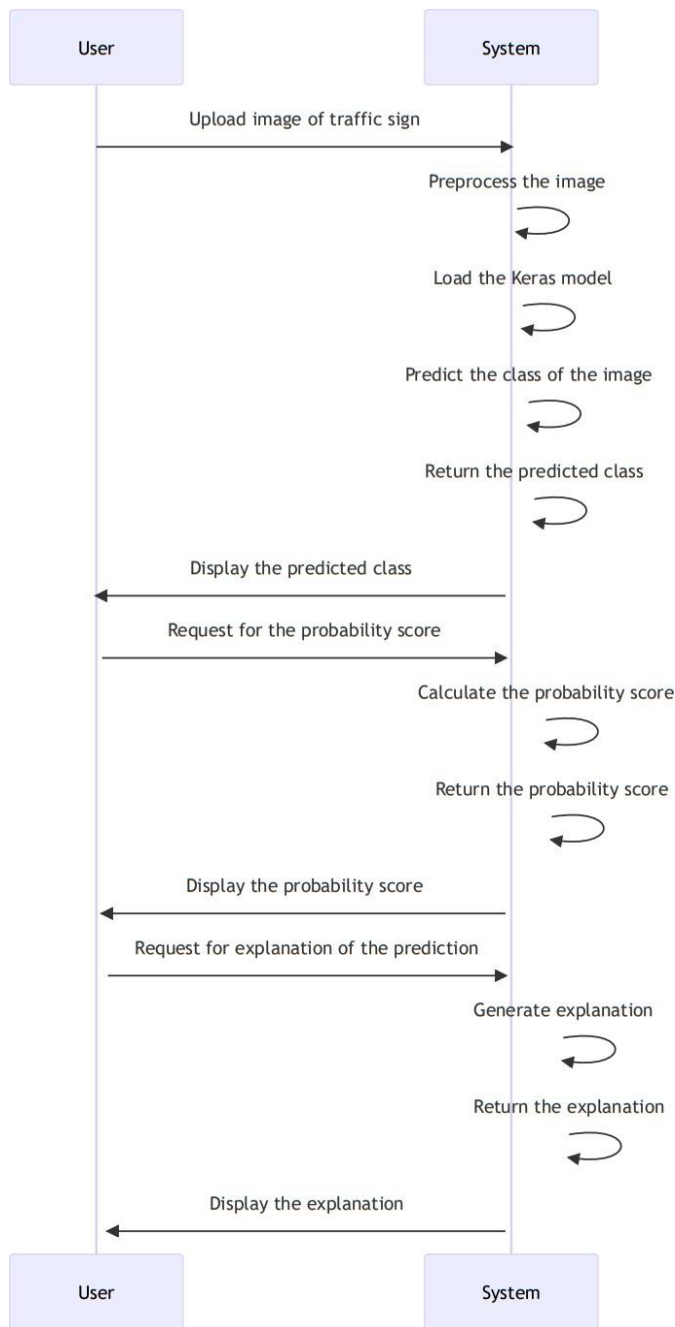 User
System
Upload image of traffic sign
Preprocess the image
Load the Keras model
Predict the class of the image
Return the predicted class
Display the predicted class
Request for the probability score
Calculate the probability score
Return the probability score
Display the probability score
Request for explanation of the prediction
Generate explanation
Return the explanation
Display the explanation
User
System